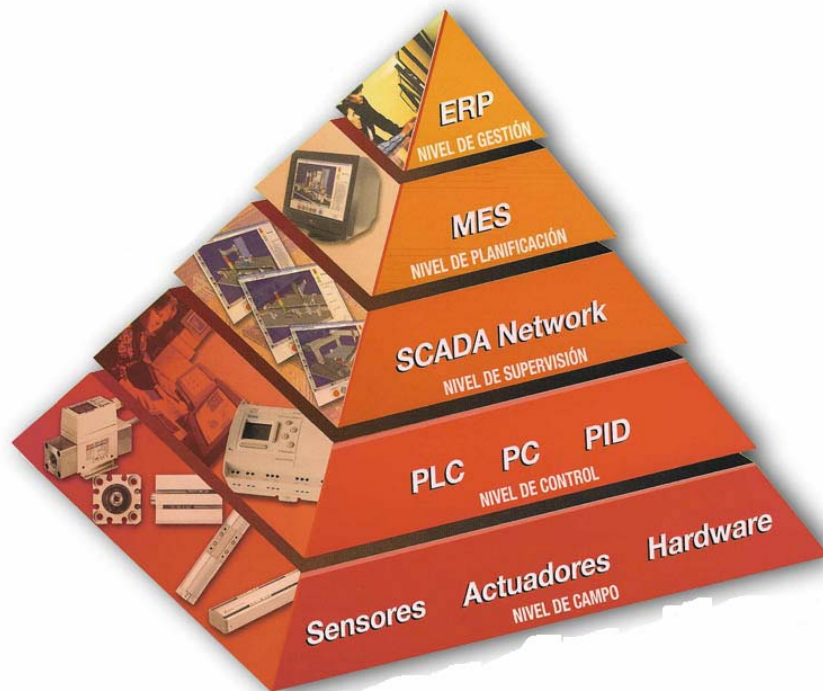 ERP
NIVEL DE GESTIÓN
MES
NIVEL DE PLANIFICACIÓN
SCADA Network
NIVEL DE SUPERVISIÓN
PLC PC PID
NIVEL DE CONTROL
Sensores Actuadores Hardware
NIVEL DE CAMPO